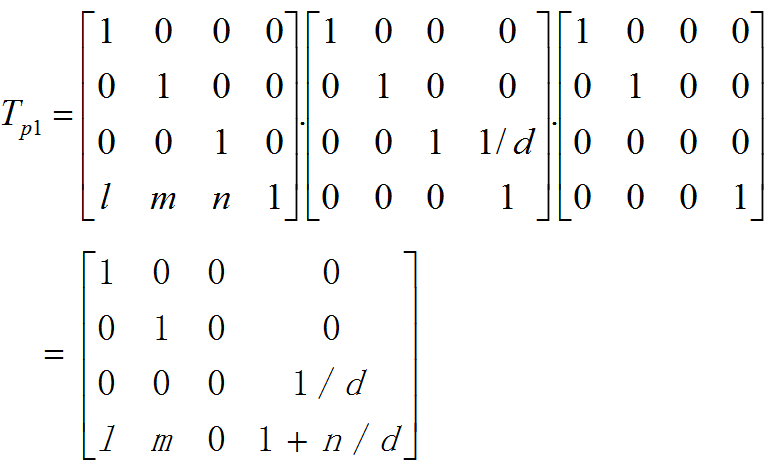 1 0 0 0 1 0 0 0 1 0 0 0
0 1 0 0 0 1 0 0 0 1 0 0
Tp1 = . .
0 0 1 0 0 0 1 1/d 0 0 0 0
l m n 1 0 0 0 1 0 0 0 1
1 0 0 0
0 1 0 0
=
0 0 0 1 / d
l m 0 1 + n / d